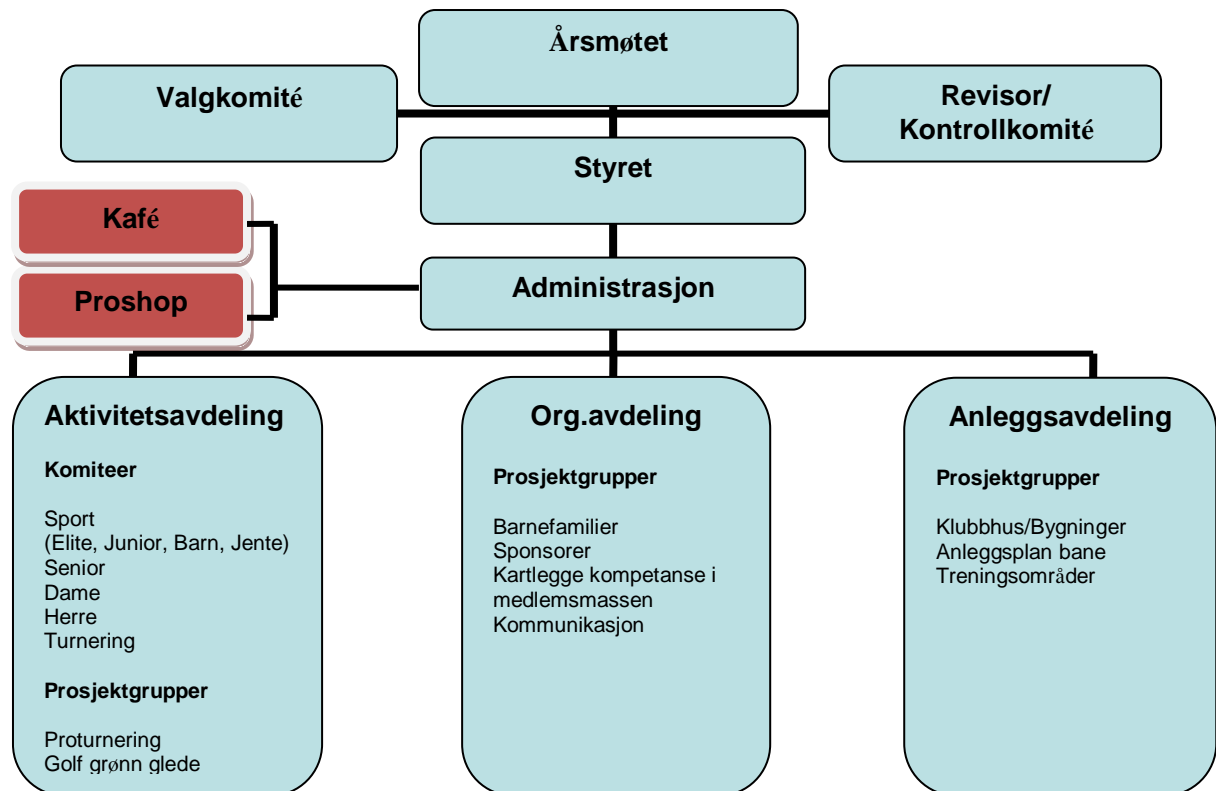 Årsmøtet
Valgkomité
Revisor/
Kontrollkomité
Styret
Kafé
Proshop
Administrasjon
Aktivitetsavdeling
Komiteer
Sport
(Elite, Junior, Barn, Jente)
Senior
Dame
Herre
Turnering
Prosjektgrupper
Proturnering
Golf grønn glede
Org.avdeling
Prosjektgrupper
Barnefamilier
Sponsorer
Kartlegge kompetanse i
medlemsmassen
Kommunikasjon
Anleggsavdeling
Prosjektgrupper
Klubbhus/Bygninger
Anleggsplan bane
Treningsområder